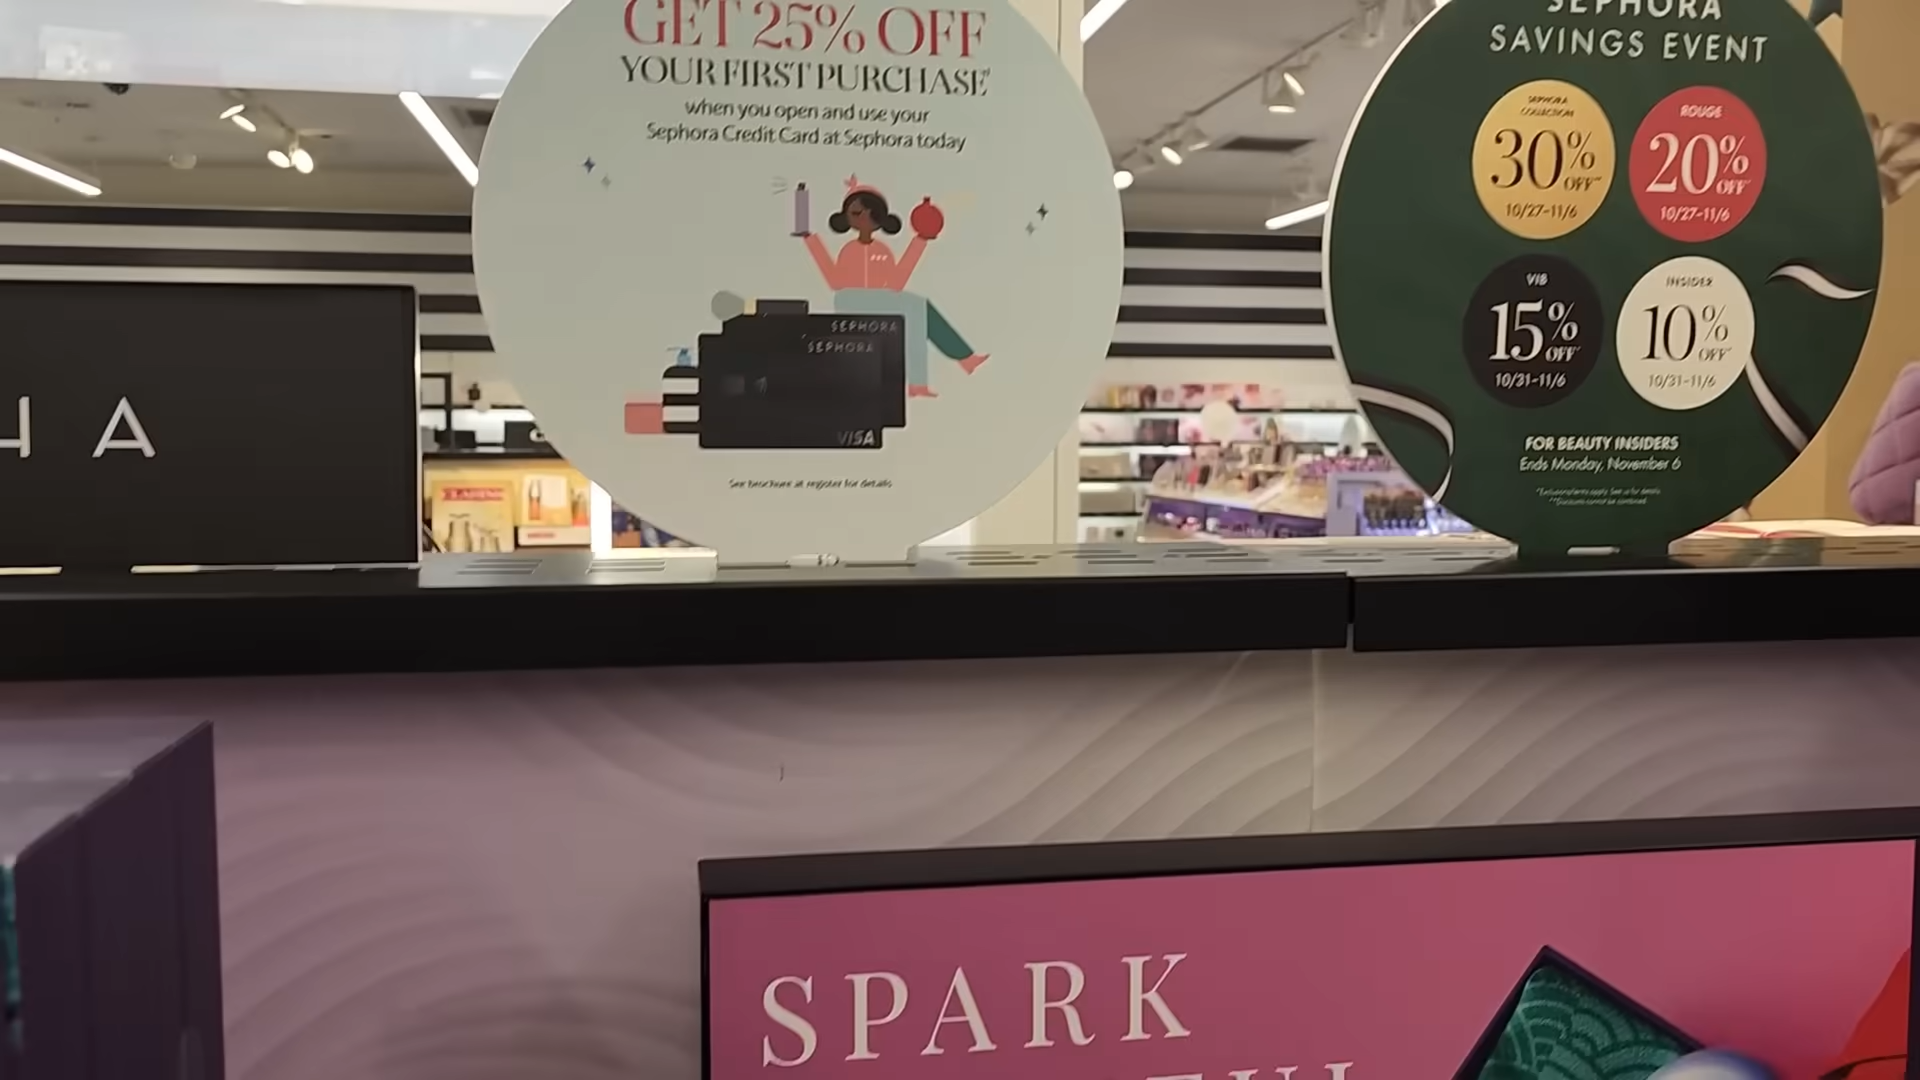 GET 25% OFF
YOUR FIRST PURCHASE
when you open and use your
Sephora Credit Card at Sephora today
SEPHORA
SEPHORA
VISA
See brochure at register for details
SEPHORA
SAVINGS EVENT
SEPHORA
COLLECTION
30%
OFF
10/27-11/6
ROUGE
20%
OFF
10/27-11/6
VIB
15%
OFF
10/31-11/6
INSIDER
10%
OFF
10/31-11/6
FOR BEAUTY INSIDERS
Ends Monday, November 6
H A
CLARINS
SPARK